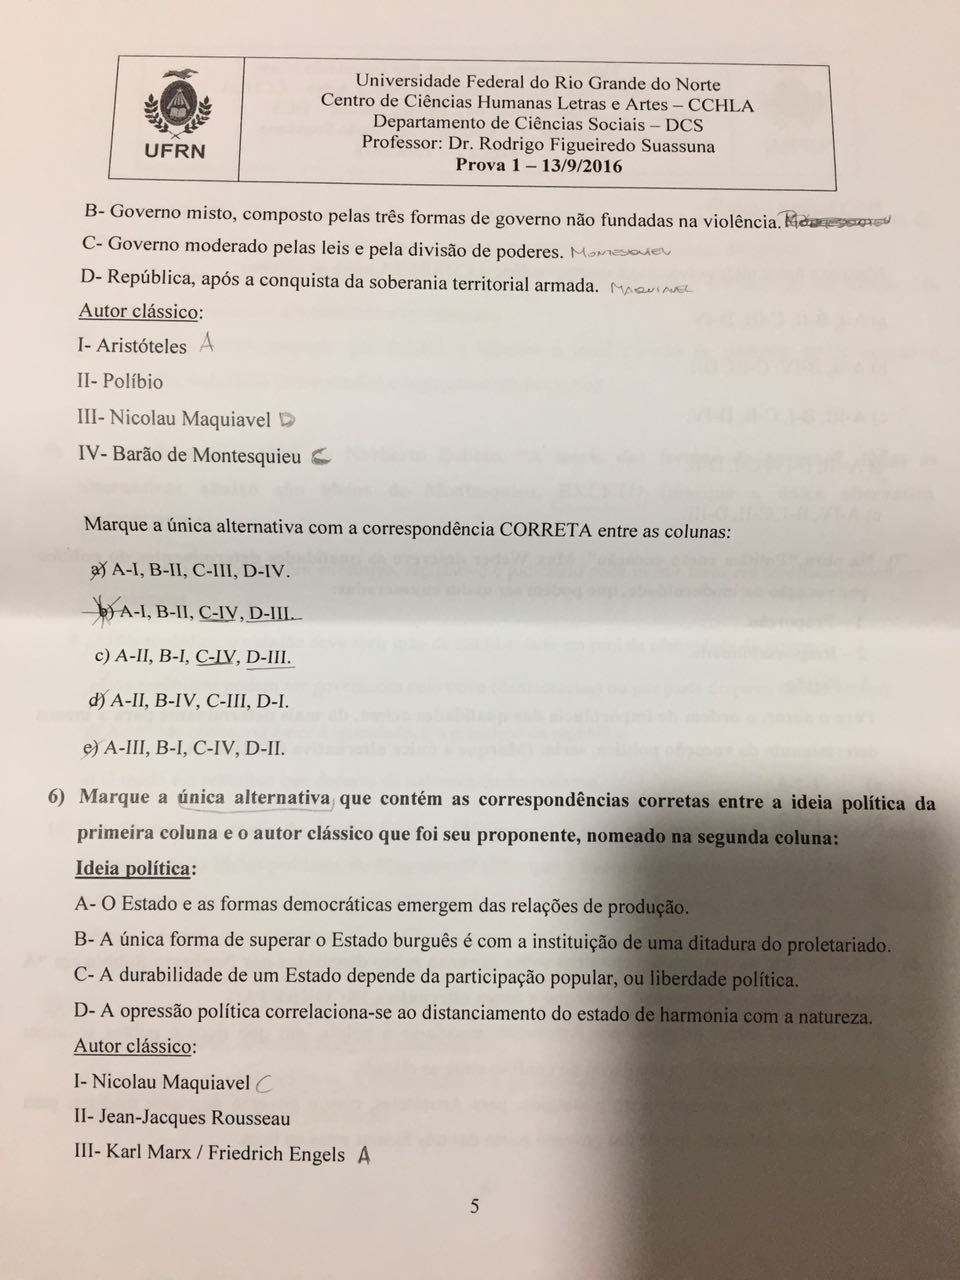 UFRN
Universidade Federal do Rio Grande do Norte
Centro de Ciências Humanas Letras e Artes – CCHLA
Departamento de Ciências Sociais – DCS
Professor: Dr. Rodrigo Figueiredo Suassuna
Prova 1 – 13/9/2016
B- Governo misto, composto pelas três formas de governo não fundadas na violência.
C- Governo moderado pelas leis e pela divisão de poderes. MONTESQUIEU
D- República, após a conquista da soberania territorial armada. MAQUIAVEL
Autor clássico:
I- Aristóteles A
II- Políbio
III- Nicolau Maquiavel D
IV- Barão de Montesquieu C
Marque a única alternativa com a correspondência CORRETA entre as colunas:
a) A-I, B-II, C-III, D-IV.
b) A-I, B-II, C-IV, D-III.
c) A-II, B-I, C-IV, D-III.
d) A-II, B-IV, C-III, D-I.
e) A-III, B-I, C-IV, D-II.
6) Marque a única alternativa que contém as correspondências corretas entre a ideia política da
primeira coluna e o autor clássico que foi seu proponente, nomeado na segunda coluna:
Ideia política:
A- O Estado e as formas democráticas emergem das relações de produção.
B- A única forma de superar o Estado burguês é com a instituição de uma ditadura do proletariado.
C- A durabilidade de um Estado depende da participação popular, ou liberdade política.
D- A opressão política correlaciona-se ao distanciamento do estado de harmonia com a natureza.
Autor clássico:
I- Nicolau Maquiavel C
II- Jean-Jacques Rousseau
III- Karl Marx / Friedrich Engels A
5